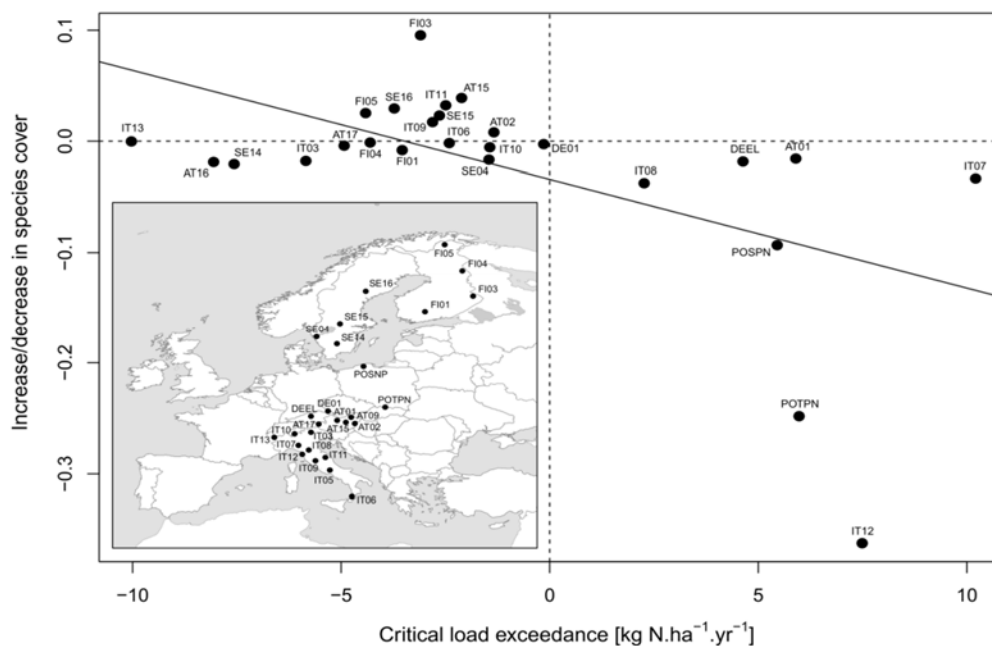 Increase/decrease in species cover
0.1
0.0
−0.1
−0.2
−0.3
FI03
AT15
IT11
SE16
FI05
SE15
IT09
AT02
IT13
AT17
IT06
FI04
IT10
DE01
FI01
IT03
SE14
AT16
SE04
IT08
DEEL
AT01
IT07
POSPN
POTPN
IT12
FI05
FI04
SE16
FI03
FI01
SE15
SE04
SE14
POSNP
DE01
POTPN
DEEL
AT01
AT09
AT17
AT15
AT02
IT10
IT03
IT13
IT07
IT08
IT12
IT11
IT09
IT05
IT06
−10
−5
0
5
10
Critical load exceedance [kg N.ha⁻¹.yr⁻¹]